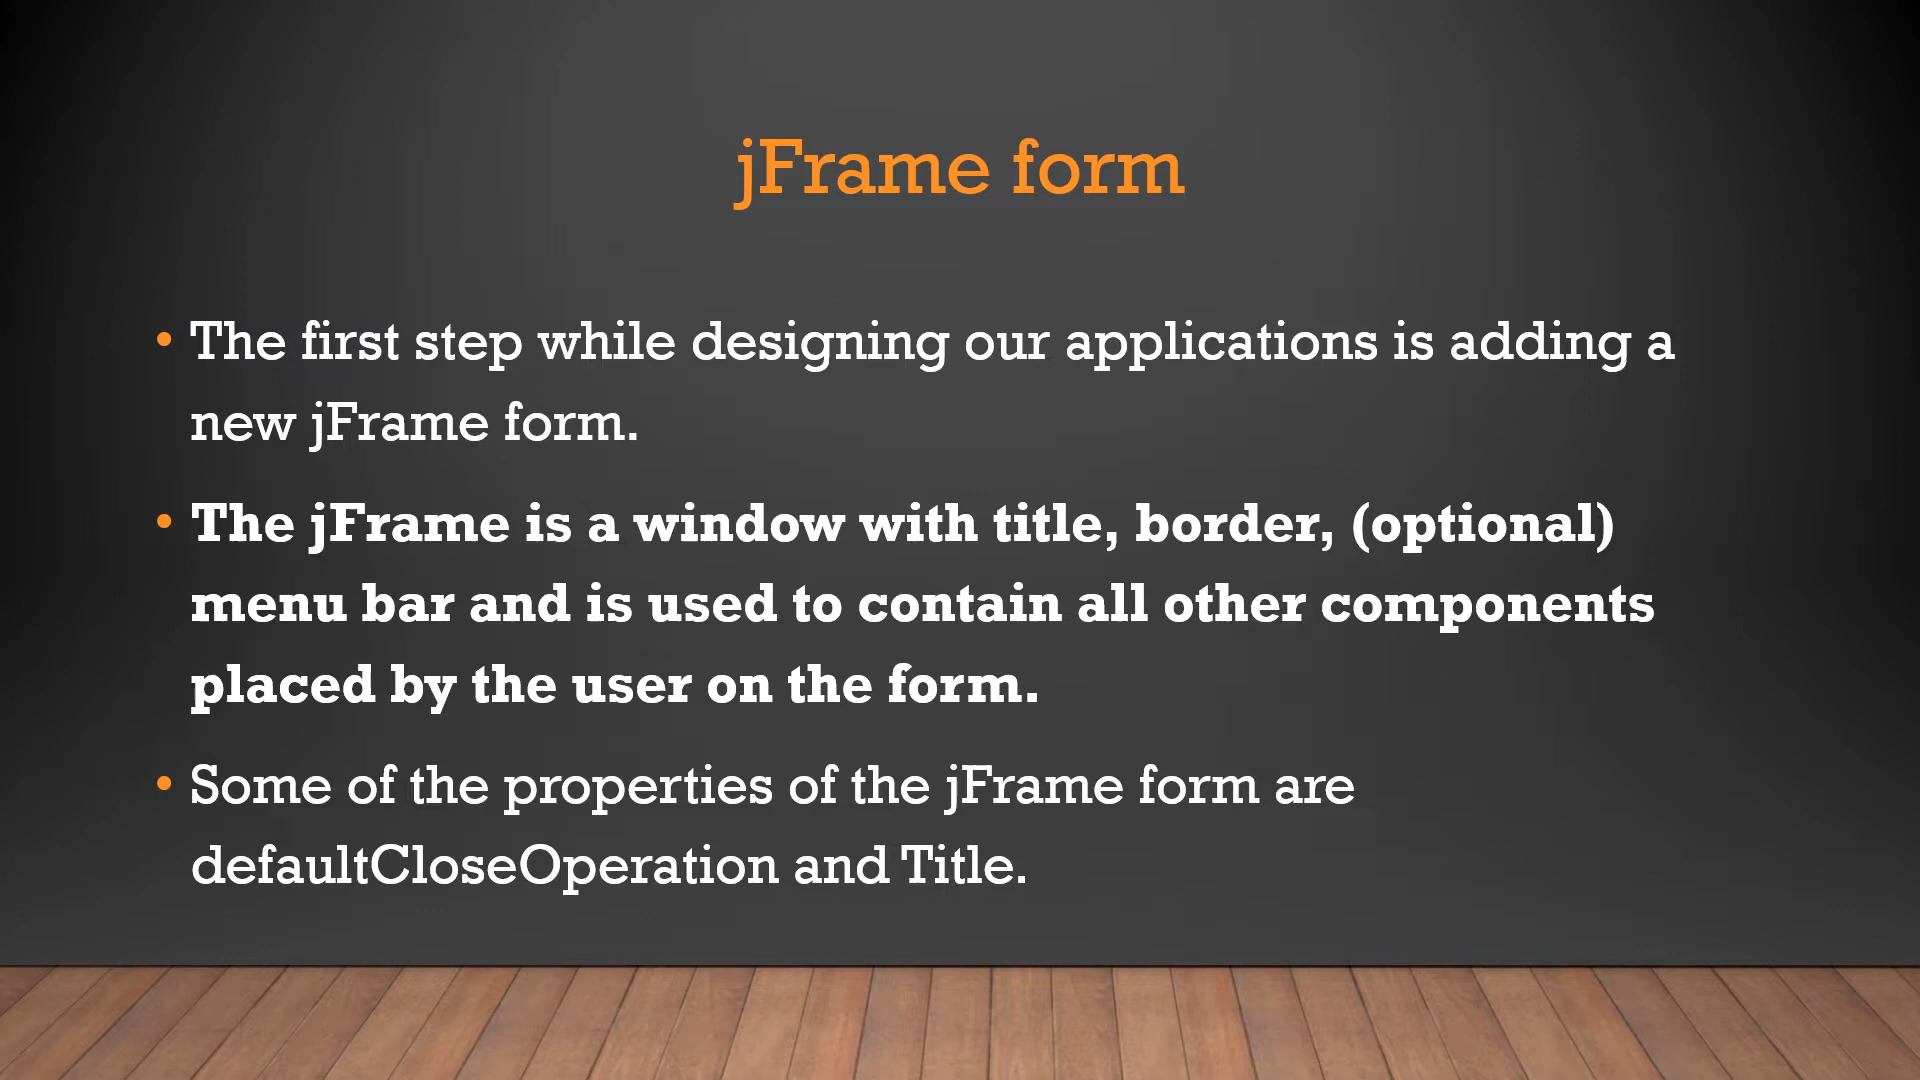 jFrame form
• The first step while designing our applications is adding a
new jFrame form.
• The jFrame is a window with title, border, (optional)
menu bar and is used to contain all other components
placed by the user on the form.
• Some of the properties of the jFrame form are
defaultCloseOperation and Title.